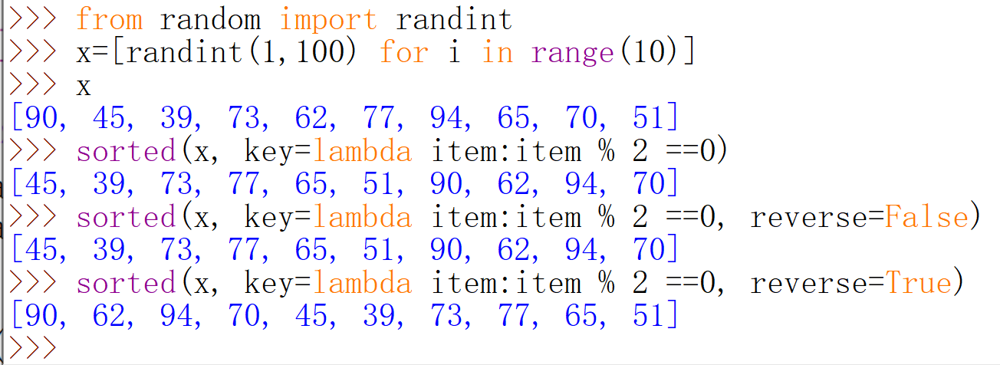 >>> from random import randint
>>> x=[randint(1,100) for i in range(10)]
>>> x
[90, 45, 39, 73, 62, 77, 94, 65, 70, 51]
>>> sorted(x, key=lambda item:item % 2 ==0)
[45, 39, 73, 77, 65, 51, 90, 62, 94, 70]
>>> sorted(x, key=lambda item:item % 2 ==0, reverse=False)
[45, 39, 73, 77, 65, 51, 90, 62, 94, 70]
>>> sorted(x, key=lambda item:item % 2 ==0, reverse=True)
[90, 62, 94, 70, 45, 39, 73, 77, 65, 51]
>>>